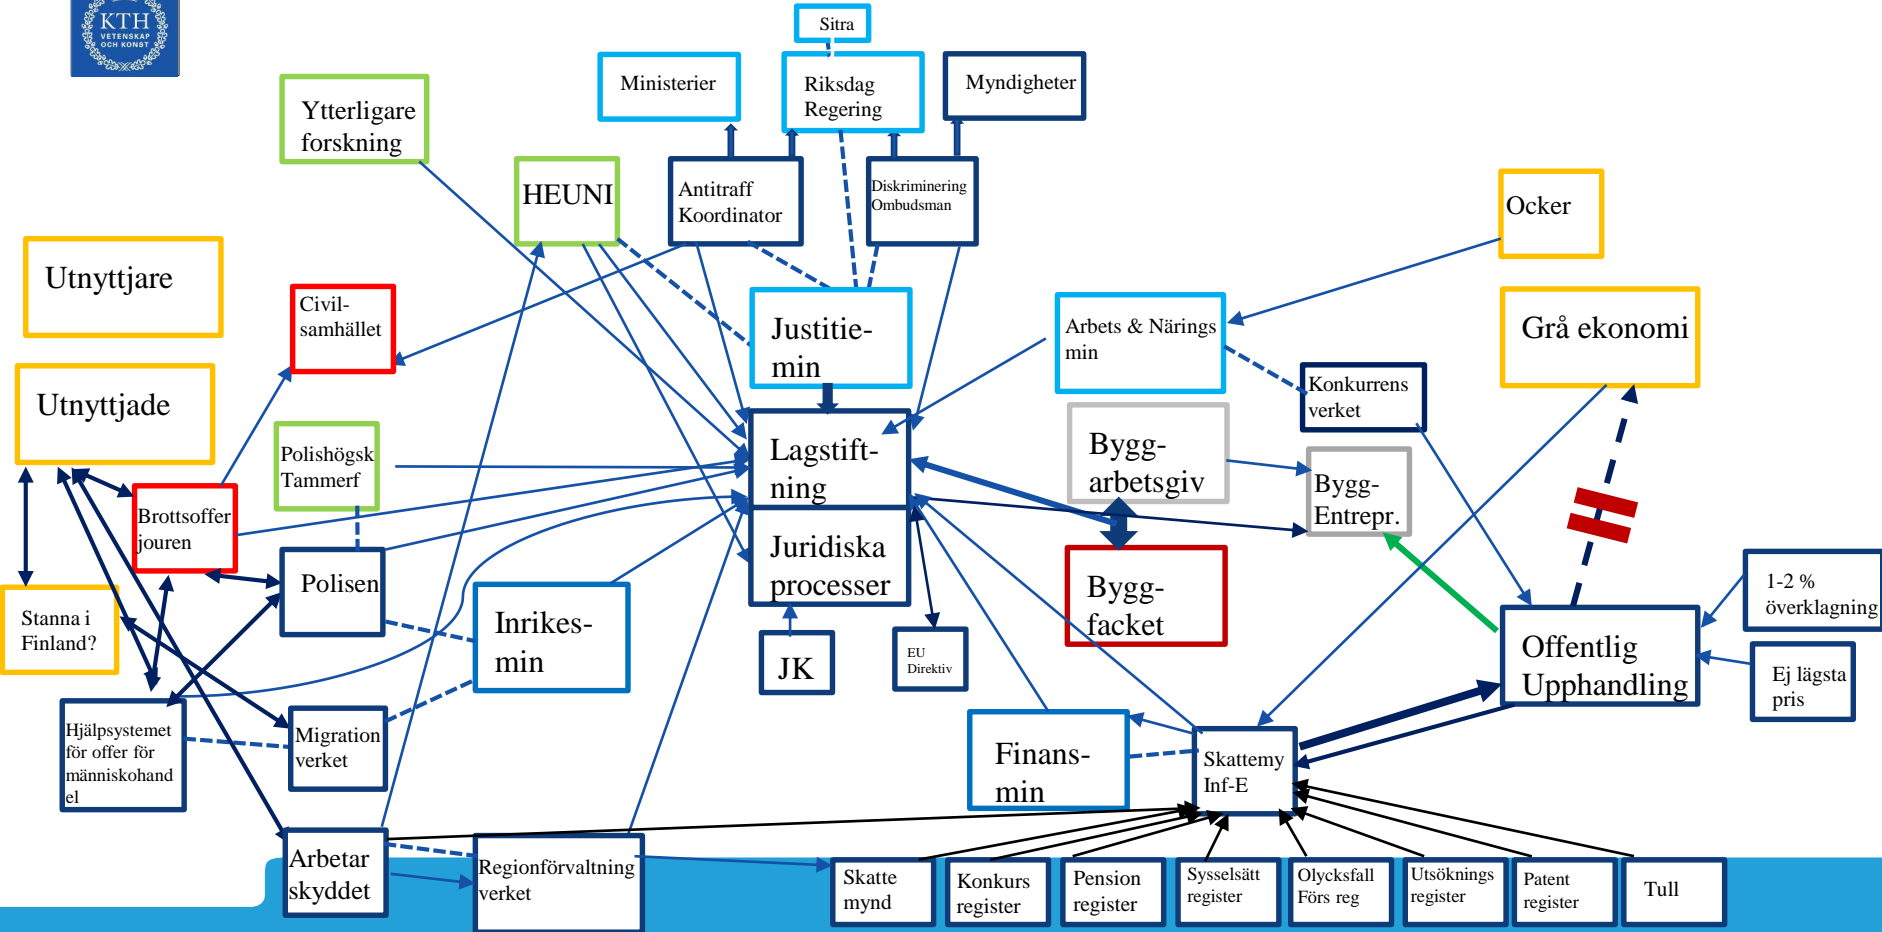 KTH
VETENSKAP
OCH KONST
Sitra
Ministerier
Riksdag
Regering
Myndigheter
Ytterligare
forskning
HEUNI
Antitraff
Koordinator
Diskriminering
Ombudsman
Ocker
Utnyttjare
Civil-
samhället
Justitie-
min
Arbets & Närings
min
Grå ekonomi
Utnyttjade
Konkurrens
verket
Polishögsk
Tammerf
Lagstift-
ning
Bygg-
arbetsgiv
Bygg-
Entrepr.
Brottsoffer
jouren
Polisen
Juridiska
processer
Bygg-
facket
1-2 %
överklagning
Stanna i
Finland?
Inrikes-
min
JK
EU
Direktiv
Offentlig
Upphandling
Ej lägsta
pris
Hjälpsystemet
för offer för
människohand
el
Migration
verket
Finans-
min
Skattemy
Inf-E
Arbetar
skyddet
Regionförvaltning
verket
Skatte
mynd
Konkurs
register
Pension
register
Sysselsätt
register
Olycksfall
Förs reg
Utsöknings
register
Patent
register
Tull